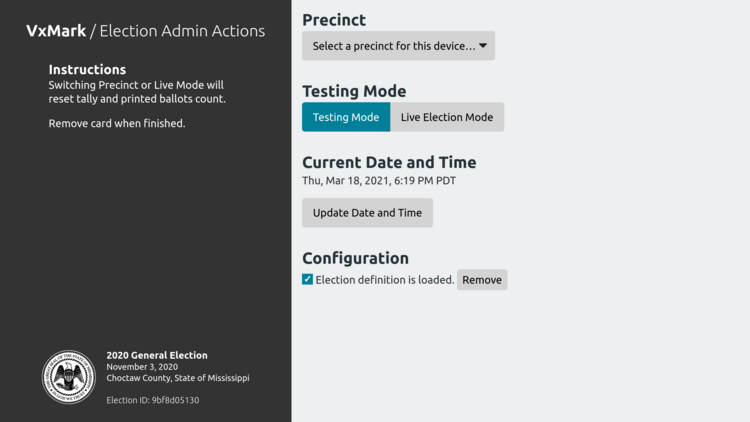 VxMark / Election Admin Actions
Instructions
Switching Precinct or Live Mode will
reset tally and printed ballots count.
Remove card when finished.
2020 General Election
November 3, 2020
Choctaw County, State of Mississippi
Election ID: 9bf8d05130
Precinct
Select a precinct for this device…
Testing Mode
Testing Mode Live Election Mode
Current Date and Time
Thu, Mar 18, 2021, 6:19 PM PDT
Update Date and Time
Configuration
Election definition is loaded. Remove